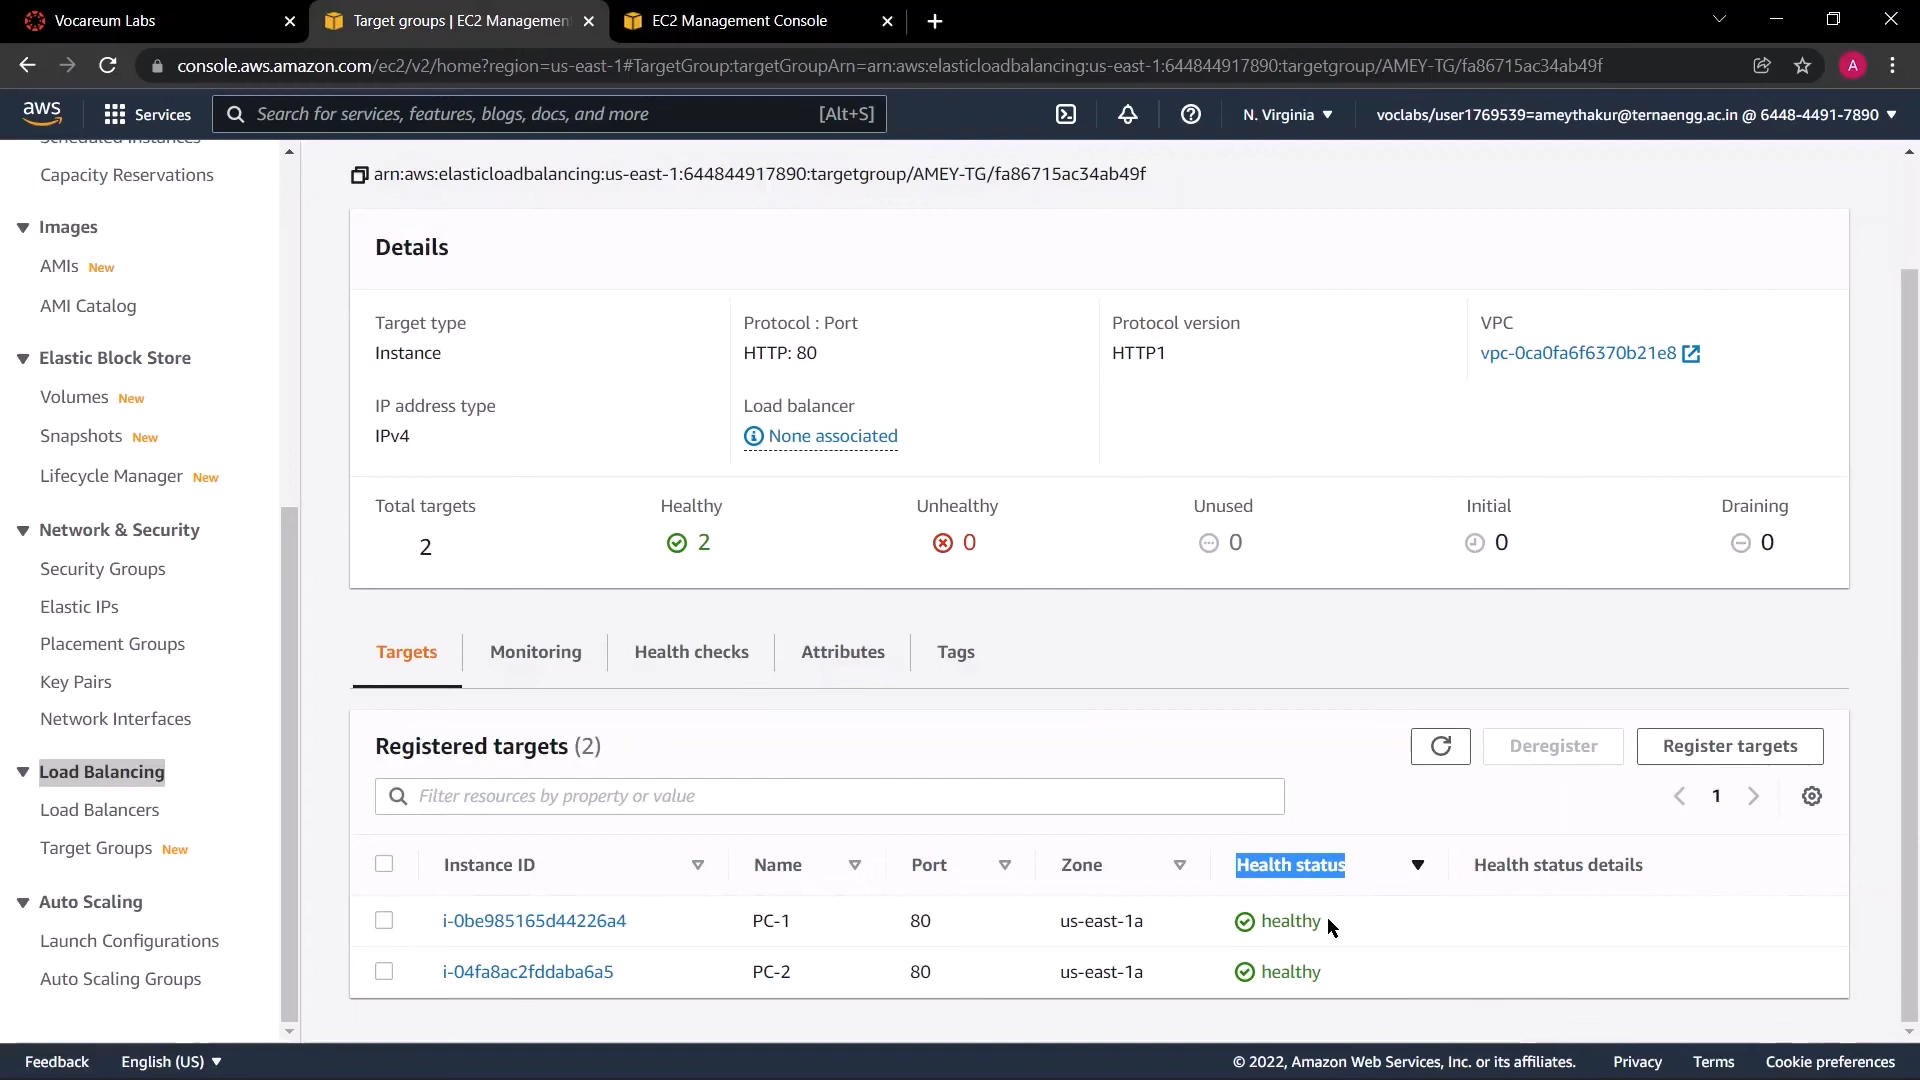 Vocareum Labs
Target groups | EC2 Managemen
EC2 Management Console
console.aws.amazon.com/ec2/v2/home?region=us-east-1#TargetGroup:targetGroupArn=arn:aws:elasticloadbalancing:us-east-1:644844917890:targetgroup/AMEY-TG/fa86715ac34ab49f
A
aws
Services
Search for services, features, blogs, docs, and more
[Alt+S]
N. Virginia
voclabs/user1769539=ameythakur@ternaengg.ac.in @ 6448-4491-7890
Scheduled Instances
Capacity Reservations
Images
AMIs New
AMI Catalog
Elastic Block Store
Volumes New
Snapshots New
Lifecycle Manager New
Network & Security
Security Groups
Elastic IPs
Placement Groups
Key Pairs
Network Interfaces
Load Balancing
Load Balancers
Target Groups New
Auto Scaling
Launch Configurations
Auto Scaling Groups
arn:aws:elasticloadbalancing:us-east-1:644844917890:targetgroup/AMEY-TG/fa86715ac34ab49f
Details
Target type
Instance
Protocol : Port
HTTP: 80
Protocol version
HTTP1
VPC
vpc-0ca0fa6f6370b21e8
IP address type
IPv4
Load balancer
None associated
Total targets
2
Healthy
2
Unhealthy
0
Unused
0
Initial
0
Draining
0
Targets
Monitoring
Health checks
Attributes
Tags
Registered targets (2)
Deregister
Register targets
Filter resources by property or value
1
Instance ID
Name
Port
Zone
Health status
Health status details
i-0be985165d44226a4 PC-1 80 us-east-1a healthy
i-04fa8ac2fddaba6a5 PC-2 80 us-east-1a healthy
Feedback
English (US)
© 2022, Amazon Web Services, Inc. or its affiliates.
Privacy
Terms
Cookie preferences